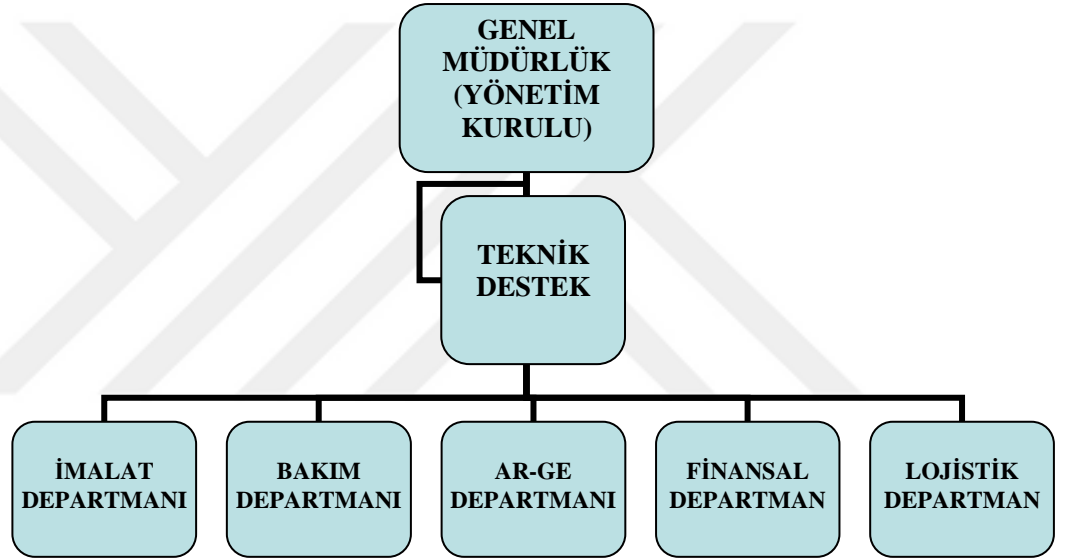 GENEL
MÜDÜRLÜK
(YÖNETİM
KURULU)
TEKNİK
DESTEK
İMALAT
DEPARTMANI
BAKIM
DEPARTMANI
AR-GE
DEPARTMANI
FİNANSAL
DEPARTMAN
LOJİSTİK
DEPARTMAN